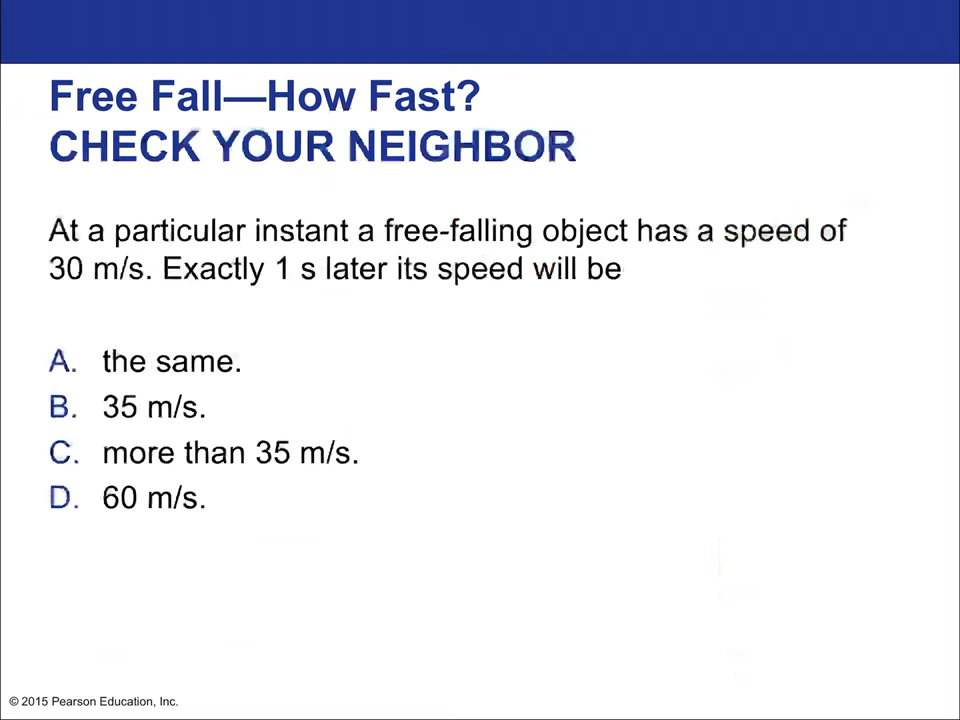 Free Fall—How Fast?
CHECK YOUR NEIGHBOR
At a particular instant a free-falling object has a speed of
30 m/s. Exactly 1 s later its speed will be
A. the same.
B. 35 m/s.
C. more than 35 m/s.
D. 60 m/s.
© 2015 Pearson Education, Inc.